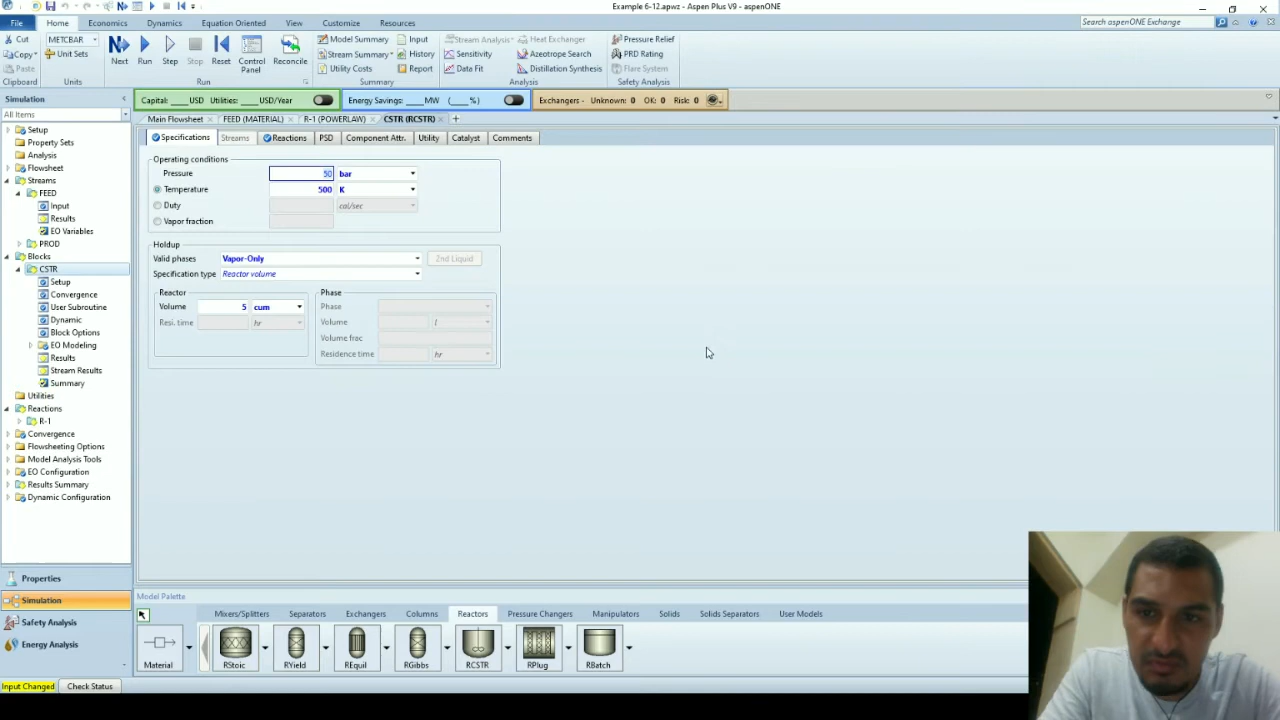 Example 6-12.apwz - Aspen Plus V9 - aspenONE
File Home Economics Dynamics Equation Oriented View Customize Resources Search aspenONE Exchange
Cut METCBAR Next Run Step Stop Reset Control Panel Reconcile Model Summary Input Stream Analysis Heat Exchanger Pressure Relief
Copy Unit Sets Stream Summary History Sensitivity Azeotrope Search PRD Rating
Paste Utility Costs Report Data Fit Distillation Synthesis Flare System
Clipboard Units Run Summary Analysis Safety Analysis
Simulation Capital: ____ USD Utilities: ____ USD/Year Energy Savings: ____ MW (____ %) Exchangers - Unknown: 0 OK: 0 Risk: 0
All Items Main Flowsheet FEED (MATERIAL) R-1 (POWERLAW) CSTR (RCSTR) +
Setup Specifications Streams Reactions PSD Component Attr. Utility Catalyst Comments
Property Sets
Analysis
Flowsheet
Streams
FEED
Input
Results
EO Variables
PROD
Blocks
CSTR
Setup
Convergence
User Subroutine
Dynamic
Block Options
EO Modeling
Results
Stream Results
Summary
Utilities
Reactions
R-1
Convergence
Flowsheeting Options
Model Analysis Tools
EO Configuration
Results Summary
Dynamic Configuration
Operating conditions
Pressure 50 bar
Temperature 500 K
Duty cal/sec
Vapor fraction
Holdup
Valid phases Vapor-Only 2nd Liquid
Specification type Reactor volume
Reactor Phase
Volume 5 cum Phase
Resi. time hr Volume l
Volume frac
Residence time hr
Properties
Simulation
Safety Analysis
Energy Analysis
Model Palette
Mixers/Splitters Separators Exchangers Columns Reactors Pressure Changers Manipulators Solids Solids Separators User Models
Material RStoic RYield REquil RGibbs RCSTR RPlug RBatch
Input Changed Check Status